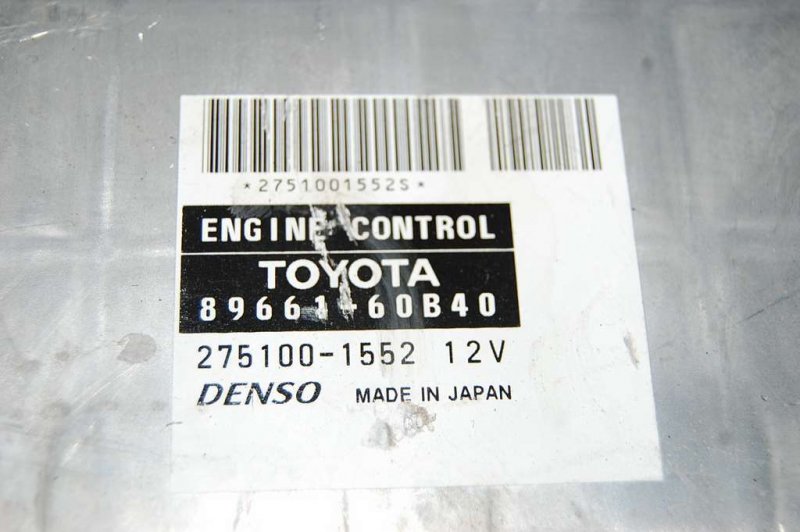 *2751001552S*
ENGINE CONTROL
TOYOTA
89661-60B40
275100-1552 12V
DENSO MADE IN JAPAN